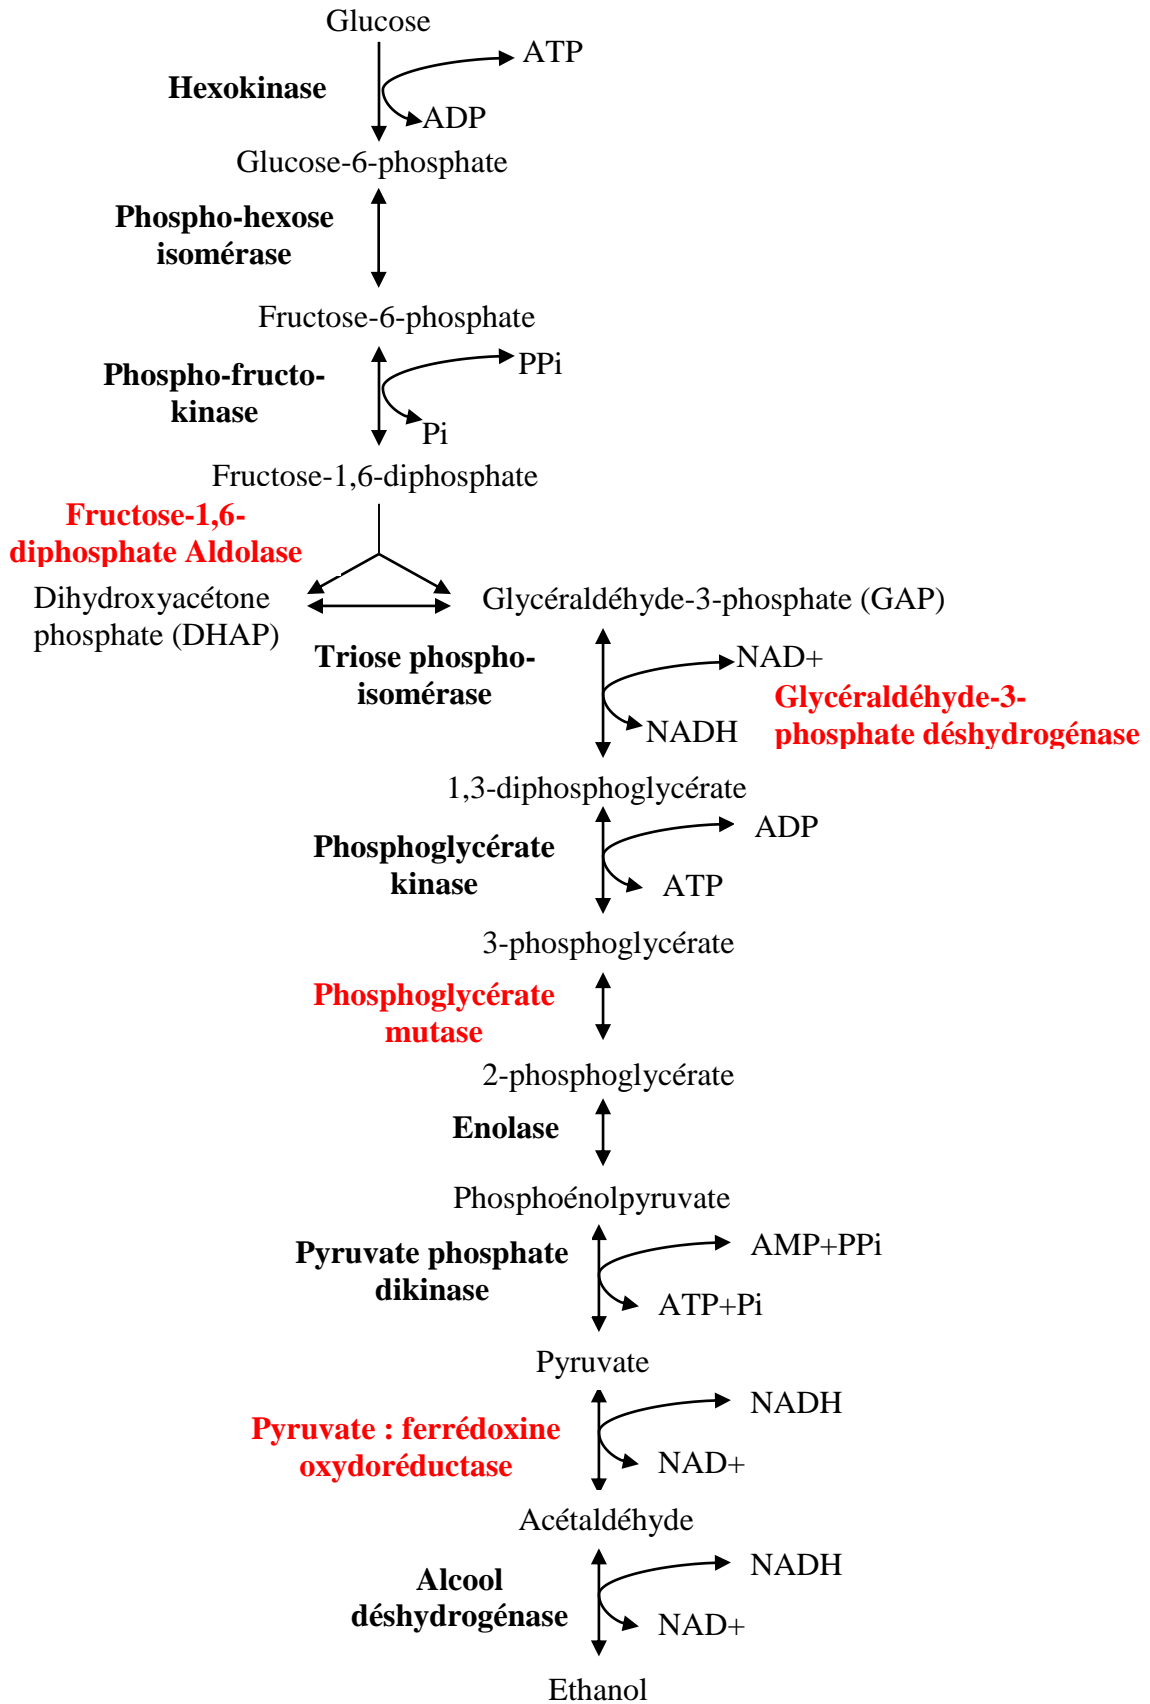 Glucose
ATP
Hexokinase
ADP
Glucose-6-phosphate
Phospho-hexose
isomérase
Fructose-6-phosphate
PPi
Phospho-fructo-
kinase
Pi
Fructose-1,6-diphosphate
Fructose-1,6-
diphosphate Aldolase
Dihydroxyacétone
phosphate (DHAP)
Glycéraldéhyde-3-phosphate (GAP)
Triose phospho-
isomérase
NAD+
NADH
Glycéraldéhyde-3-
phosphate déshydrogénase
1,3-diphosphoglycérate
ADP
Phosphoglycérate
kinase
ATP
3-phosphoglycérate
Phosphoglycérate
mutase
2-phosphoglycérate
Enolase
Phosphoénolpyruvate
AMP+PPi
Pyruvate phosphate
dikinase
ATP+Pi
Pyruvate
NADH
Pyruvate : ferrédoxine
oxydoréductase
NAD+
Acétaldéhyde
NADH
Alcool
déshydrogénase
NAD+
Ethanol